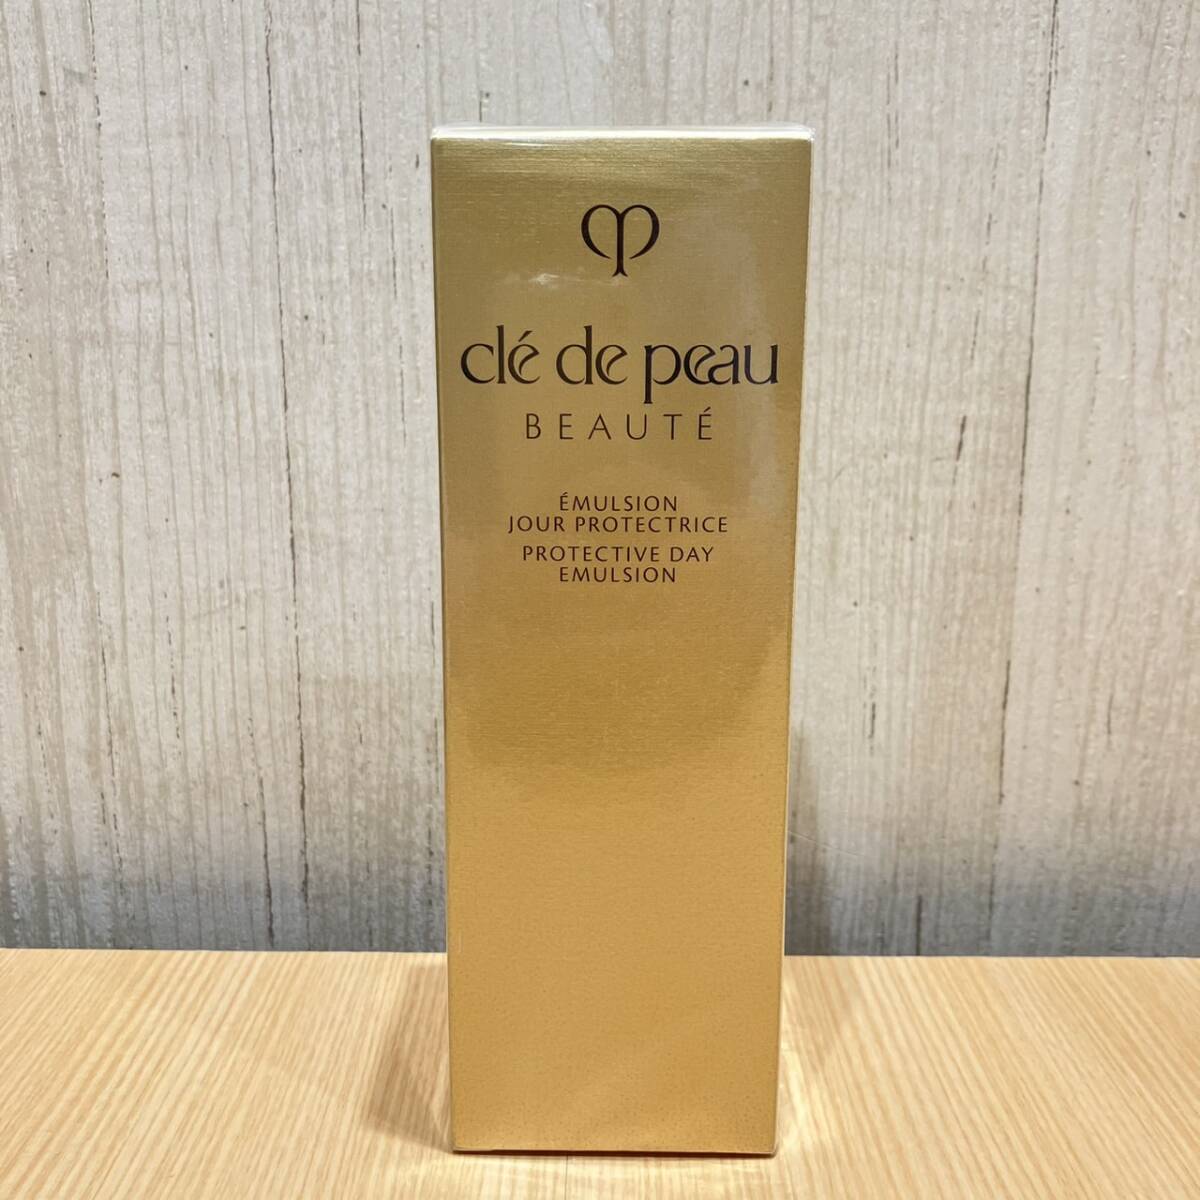 clé de peau
BEAUTÉ
ÉMULSION
JOUR PROTECTRICE
PROTECTIVE DAY
EMULSION